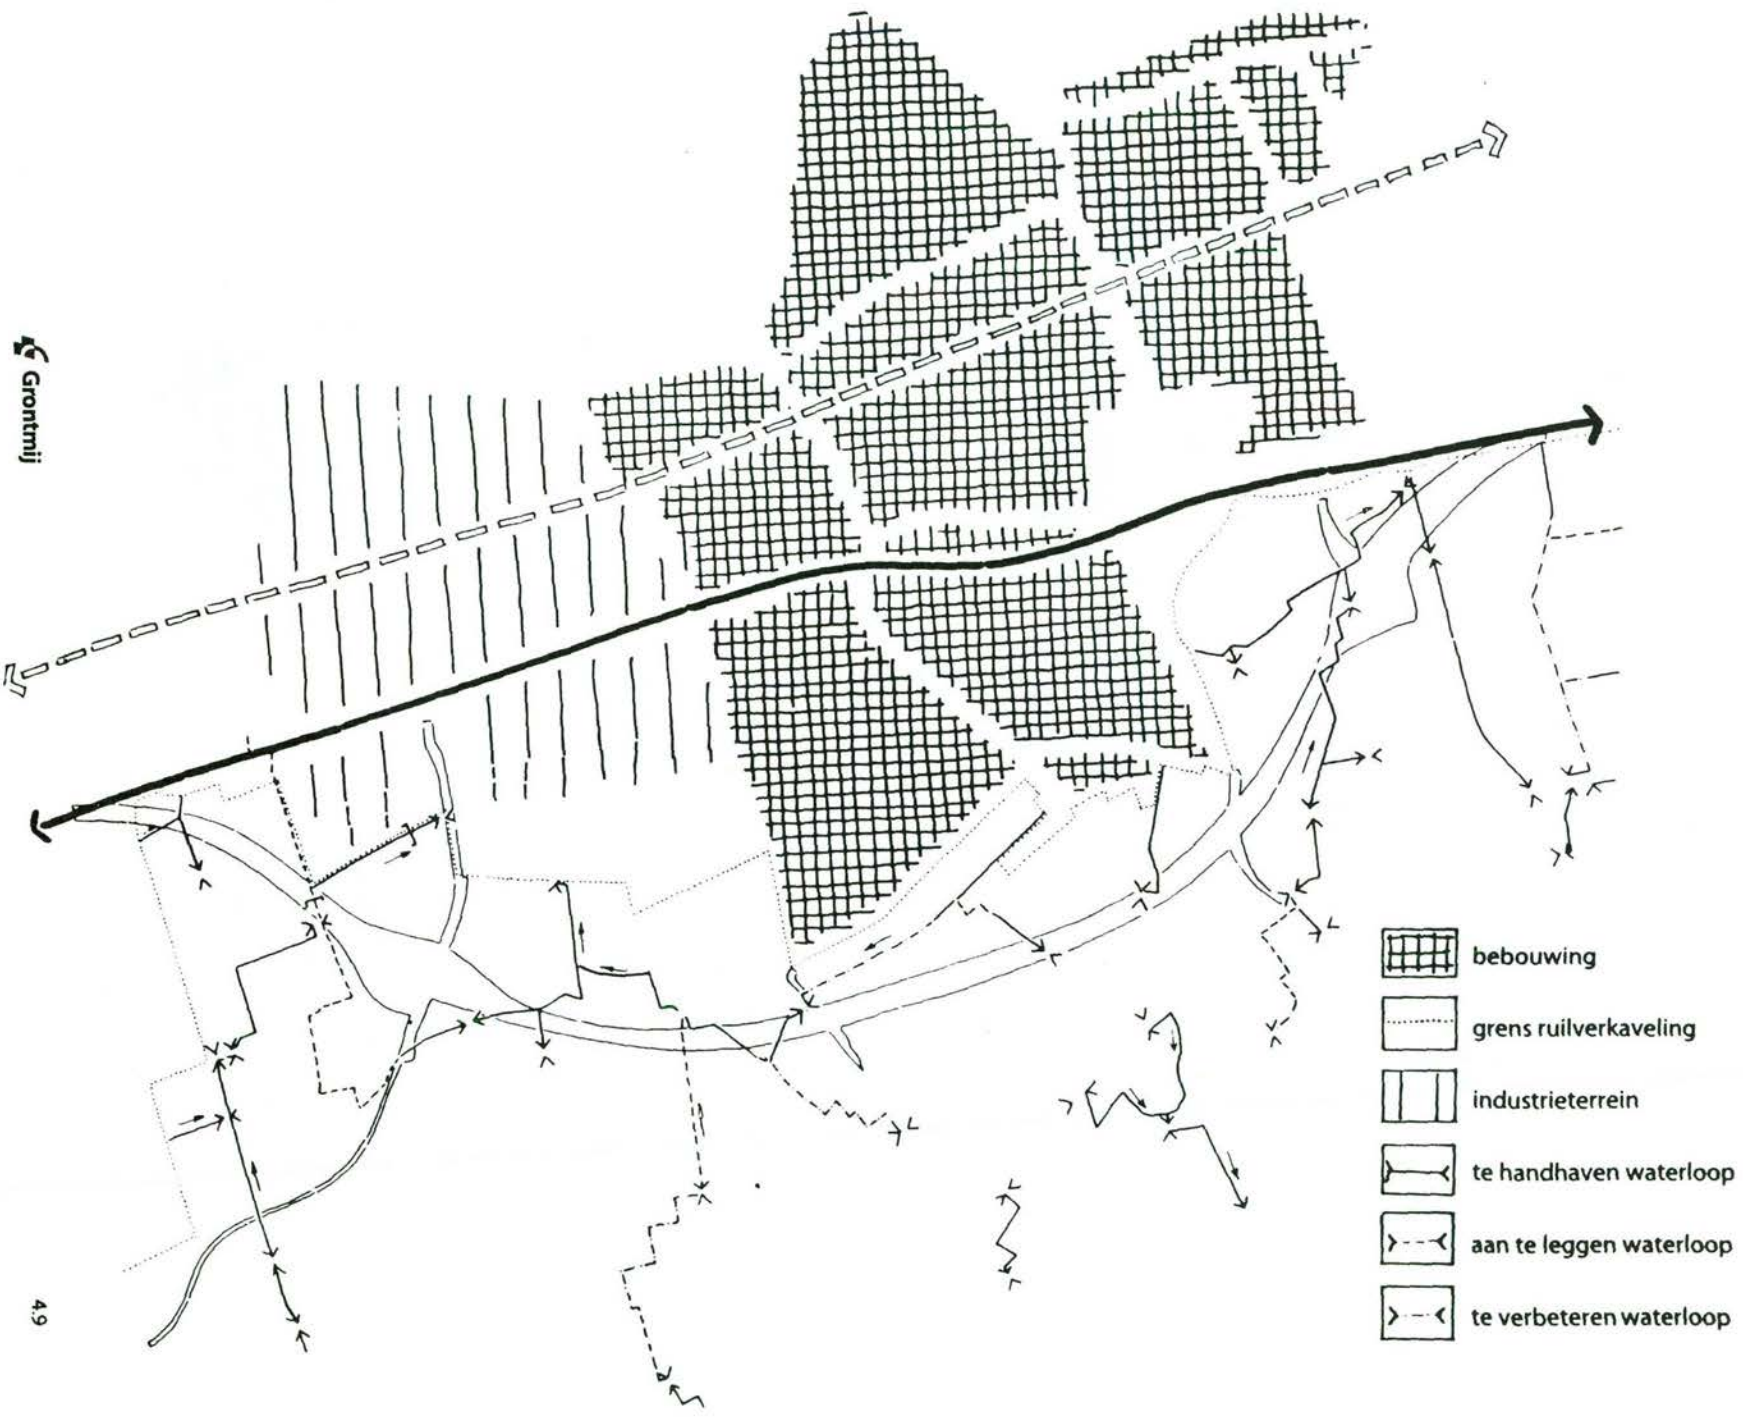 Grontmij
bebouwing
grens ruilverkaveling
industrieterrein
te handhaven waterloop
aan te leggen waterloop
te verbeteren waterloop
4.9